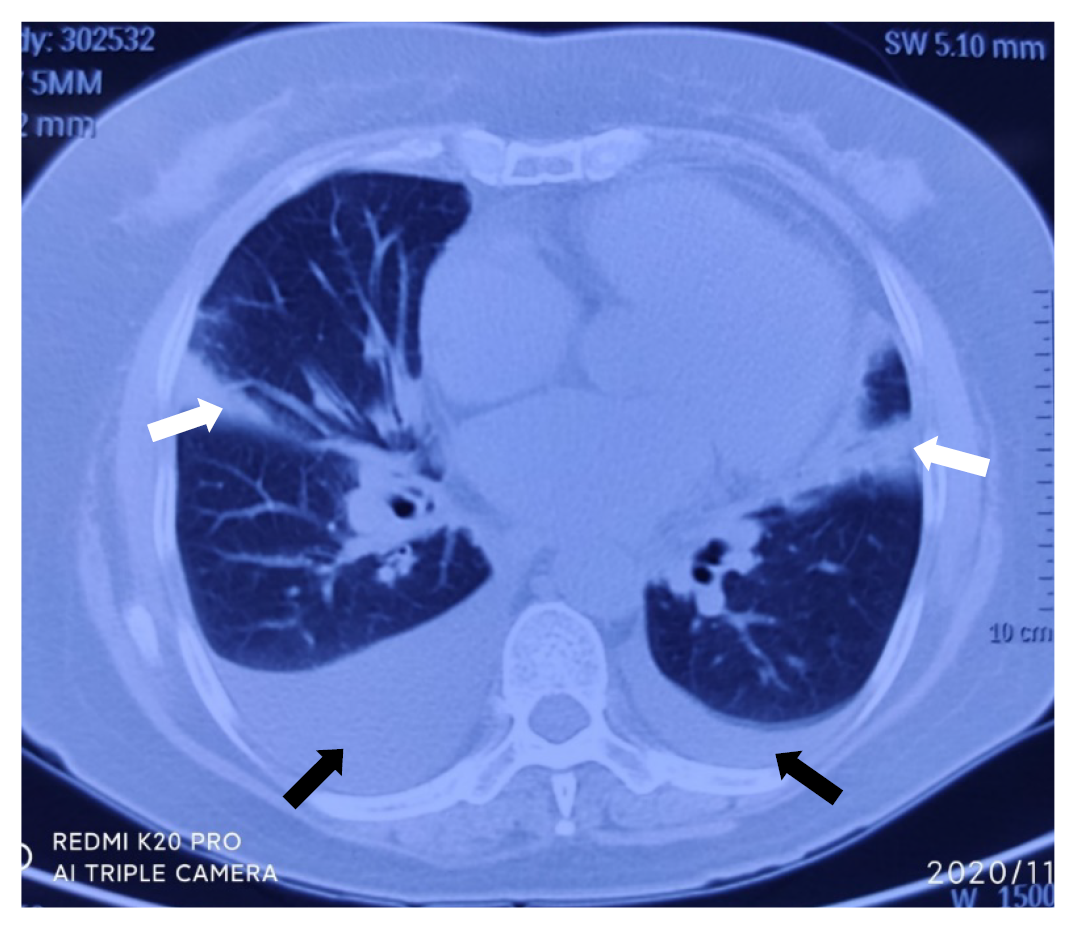 dy: 302532
5MM
2 mm
SW 5.10 mm
10 cm
REDMI K20 PRO
AI TRIPLE CAMERA
2020/11
W 1500